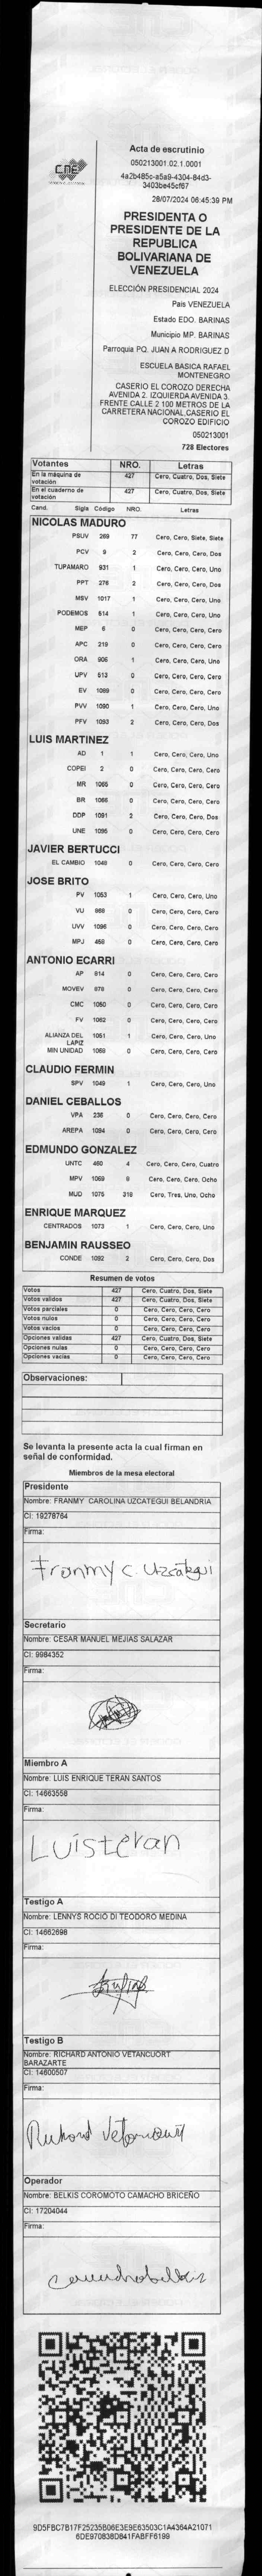 CNE
Acta de escrutinio
050213001.02.1.0001
4a2b485c-a5a9-4304-84d3-
3403be45cf67
28/07/2024 06:45:39 PM
PRESIDENTA O
PRESIDENTE DE LA
REPUBLICA
BOLIVARIANA DE
VENEZUELA
ELECCIÓN PRESIDENCIAL 2024
Pais VENEZUELA
Estado EDO. BARINAS
Municipio MP. BARINAS
Parroquia PQ. JUAN A RODRIGUEZ D
ESCUELA BASICA RAFAEL
MONTENEGRO
CASERIO EL COROZO DERECHA
AVENIDA 2. IZQUIERDA AVENIDA 3.
FRENTE CALLE 2 100 METROS DE LA
CARRETERA NACIONAL,CASERIO EL
COROZO EDIFICIO
050213001
728 Electores
Votantes NRO. Letras
En la máquina de votación 427 Cero, Cuatro, Dos, Siete
En el cuaderno de votación 427 Cero, Cuatro, Dos, Siete
Cand. Sigla Código NRO. Letras
NICOLAS MADURO
PSUV 269 77 Cero, Cero, Siete, Siete
PCV 9 2 Cero, Cero, Cero, Dos
TUPAMARO 931 1 Cero, Cero, Cero, Uno
PPT 276 2 Cero, Cero, Cero, Dos
MSV 1017 1 Cero, Cero, Cero, Uno
PODEMOS 614 1 Cero, Cero, Cero, Uno
MEP 6 0 Cero, Cero, Cero, Cero
APC 219 0 Cero, Cero, Cero, Cero
ORA 906 1 Cero, Cero, Cero, Uno
UPV 613 0 Cero, Cero, Cero, Cero
EV 1089 0 Cero, Cero, Cero, Cero
PVV 1090 1 Cero, Cero, Cero, Uno
PFV 1093 2 Cero, Cero, Cero, Dos
LUIS MARTINEZ
AD 1 1 Cero, Cero, Cero, Uno
COPEI 2 0 Cero, Cero, Cero, Cero
MR 1065 0 Cero, Cero, Cero, Cero
BR 1066 0 Cero, Cero, Cero, Cero
DDP 1091 2 Cero, Cero, Cero, Dos
UNE 1095 0 Cero, Cero, Cero, Cero
JAVIER BERTUCCI
EL CAMBIO 1048 0 Cero, Cero, Cero, Cero
JOSE BRITO
PV 1053 1 Cero, Cero, Cero, Uno
VU 868 0 Cero, Cero, Cero, Cero
UVV 1096 0 Cero, Cero, Cero, Cero
MPJ 458 0 Cero, Cero, Cero, Cero
ANTONIO ECARRI
AP 814 0 Cero, Cero, Cero, Cero
MOVEV 878 0 Cero, Cero, Cero, Cero
CMC 1050 0 Cero, Cero, Cero, Cero
FV 1062 0 Cero, Cero, Cero, Cero
ALIANZA DEL LAPIZ 1051 1 Cero, Cero, Cero, Uno
MIN UNIDAD 1068 0 Cero, Cero, Cero, Cero
CLAUDIO FERMIN
SPV 1049 1 Cero, Cero, Cero, Uno
DANIEL CEBALLOS
VPA 236 0 Cero, Cero, Cero, Cero
AREPA 1094 0 Cero, Cero, Cero, Cero
EDMUNDO GONZALEZ
UNTC 460 4 Cero, Cero, Cero, Cuatro
MPV 1069 8 Cero, Cero, Cero, Ocho
MUD 1075 318 Cero, Tres, Uno, Ocho
ENRIQUE MARQUEZ
CENTRADOS 1073 1 Cero, Cero, Cero, Uno
BENJAMIN RAUSSEO
CONDE 1092 2 Cero, Cero, Cero, Dos
Resumen de votos
Votos 427 Cero, Cuatro, Dos, Siete
Votos validos 427 Cero, Cuatro, Dos, Siete
Votos parciales 0 Cero, Cero, Cero, Cero
Votos nulos 0 Cero, Cero, Cero, Cero
Votos vacios 0 Cero, Cero, Cero, Cero
Opciones validas 427 Cero, Cuatro, Dos, Siete
Opciones nulas 0 Cero, Cero, Cero, Cero
Opciones vacias 0 Cero, Cero, Cero, Cero
Observaciones:
Se levanta la presente acta la cual firman en
señal de conformidad.
Miembros de la mesa electoral
Presidente
Nombre: FRANMY CAROLINA UZCATEGUI BELANDRIA
CI: 19278764
Firma:
Franmy C. Uzcategui
Secretario
Nombre: CESAR MANUEL MEJIAS SALAZAR
CI: 9984352
Firma:
Miembro A
Nombre: LUIS ENRIQUE TERAN SANTOS
CI: 14663558
Firma:
Luisteran
Testigo A
Nombre: LENNYS ROCIO DI TEODORO MEDINA
CI: 14662698
Firma:
Testigo B
Nombre: RICHARD ANTONIO VETANCUORT
BARAZARTE
CI: 14600507
Firma:
Richard Vetancourt
Operador
Nombre: BELKIS COROMOTO CAMACHO BRICEÑO
CI: 17204044
Firma:
camachobelkis
9D5FBC7B17F25235B06E3E9E63503C1A4364A21071
6DE970838DB41FABFF6199